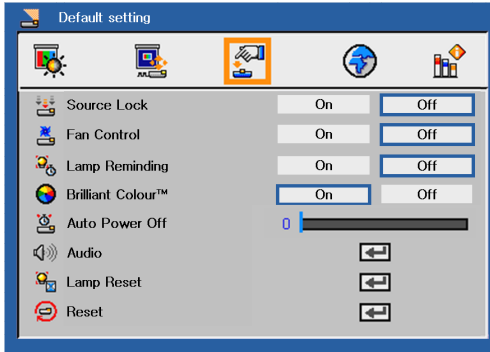 Default setting
Source Lock On Off
Fan Control On Off
Lamp Reminding On Off
Brilliant Colour™ On Off
Auto Power Off 0
Audio
Lamp Reset
Reset